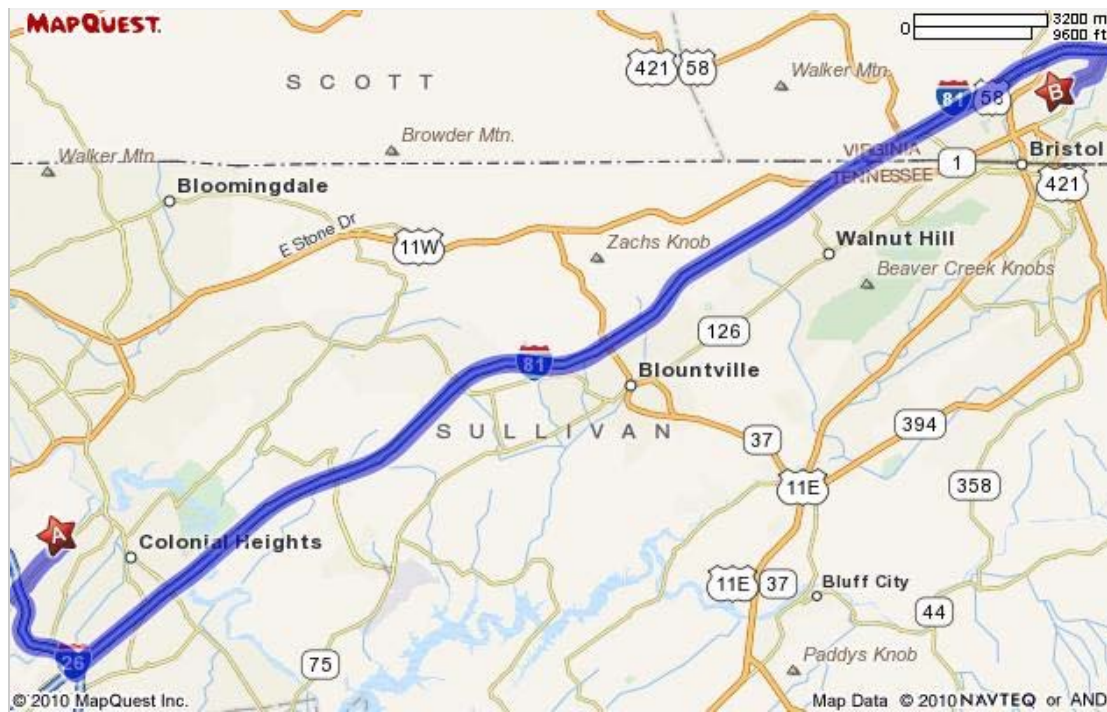 MAPQUEST.
0
3200 m
9600 ft
SCOTT
421
58
Walker Mtn.
81
58
B
Browder Mtn.
Walker Mtn.
VIRGINIA
TENNESSEE
1
Bristol
421
Bloomingdale
E Stone Dr
11W
Zachs Knob
Walnut Hill
Beaver Creek Knobs
126
81
Blountville
SULLIVAN
37
394
11E
358
A
Colonial Heights
11E
37
Bluff City
44
26
75
Paddys Knob
© 2010 MapQuest Inc.
Map Data © 2010 NAVTEQ or AND